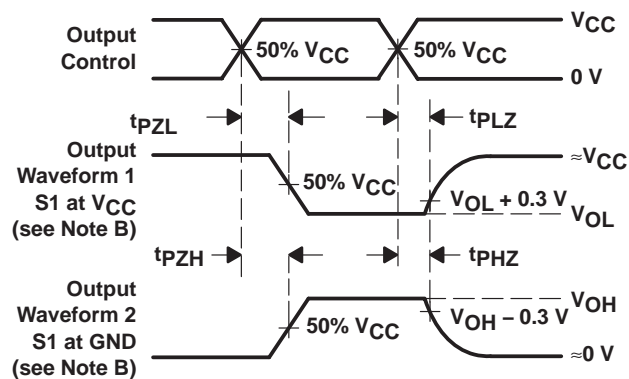 Output
Control
50% VCC
50% VCC
VCC
0 V
tPZL
tPLZ
Output
Waveform 1
S1 at VCC
(see Note B)
50% VCC
≈VCC
VOL + 0.3 V
VOL
tPZH
tPHZ
Output
Waveform 2
S1 at GND
(see Note B)
50% VCC
VOH
VOH – 0.3 V
≈0 V